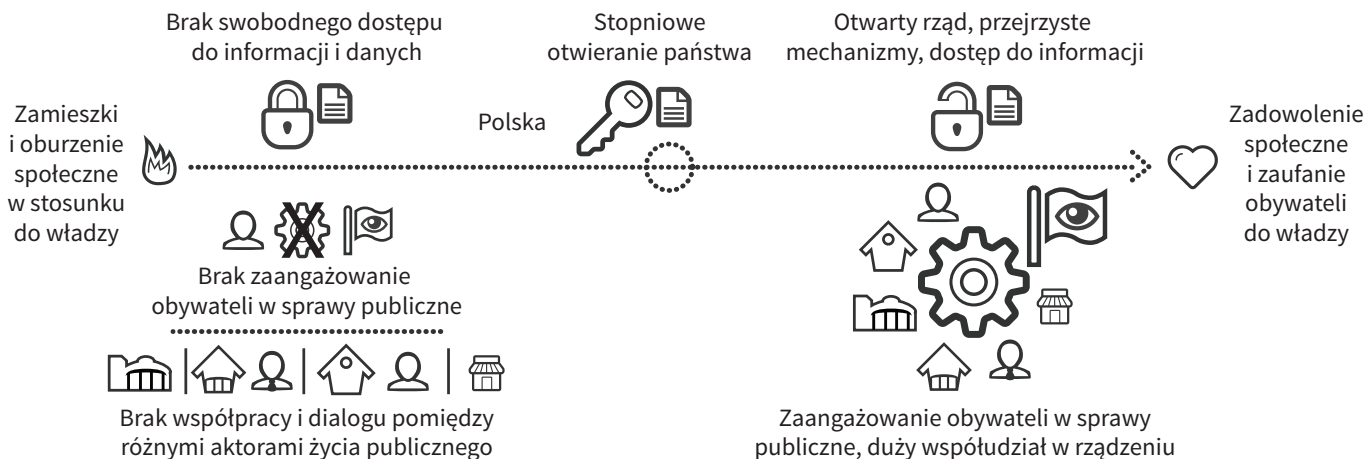 Brak swobodnego dostępu
do informacji i danych
Stopniowe
otwieranie państwa
Otwarty rząd, przejrzyste
mechanizmy, dostęp do informacji
Zamieszki
i oburzenie
społeczne
w stosunku
do władzy
Polska
Zadowolenie
społeczne
i zaufanie
obywateli
do władzy
Brak zaangażowanie
obywateli w sprawy publiczne
Brak współpracy i dialogu pomiędzy
różnymi aktorami życia publicznego
Zaangażowanie obywateli w sprawy
publiczne, duży współudział w rządzeniu